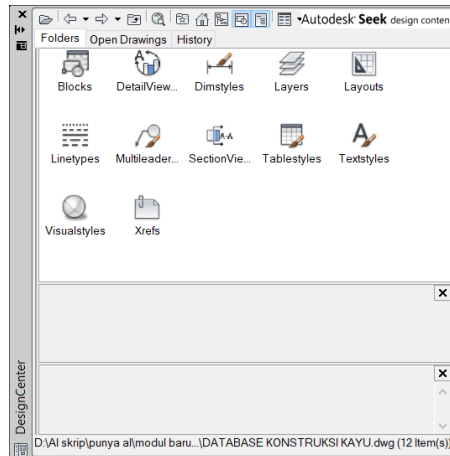 Autodesk Seek design conten
Folders Open Drawings History
Blocks DetailView... Dimstyles Layers Layouts
Linetypes Multileader... SectionVie... Tablestyles Textstyles
Visualstyles Xrefs
DesignCenter
D:\Al skrip\punya al\modul baru...\DATABASE KONSTRUKSI KAYU.dwg (12 Item(s))